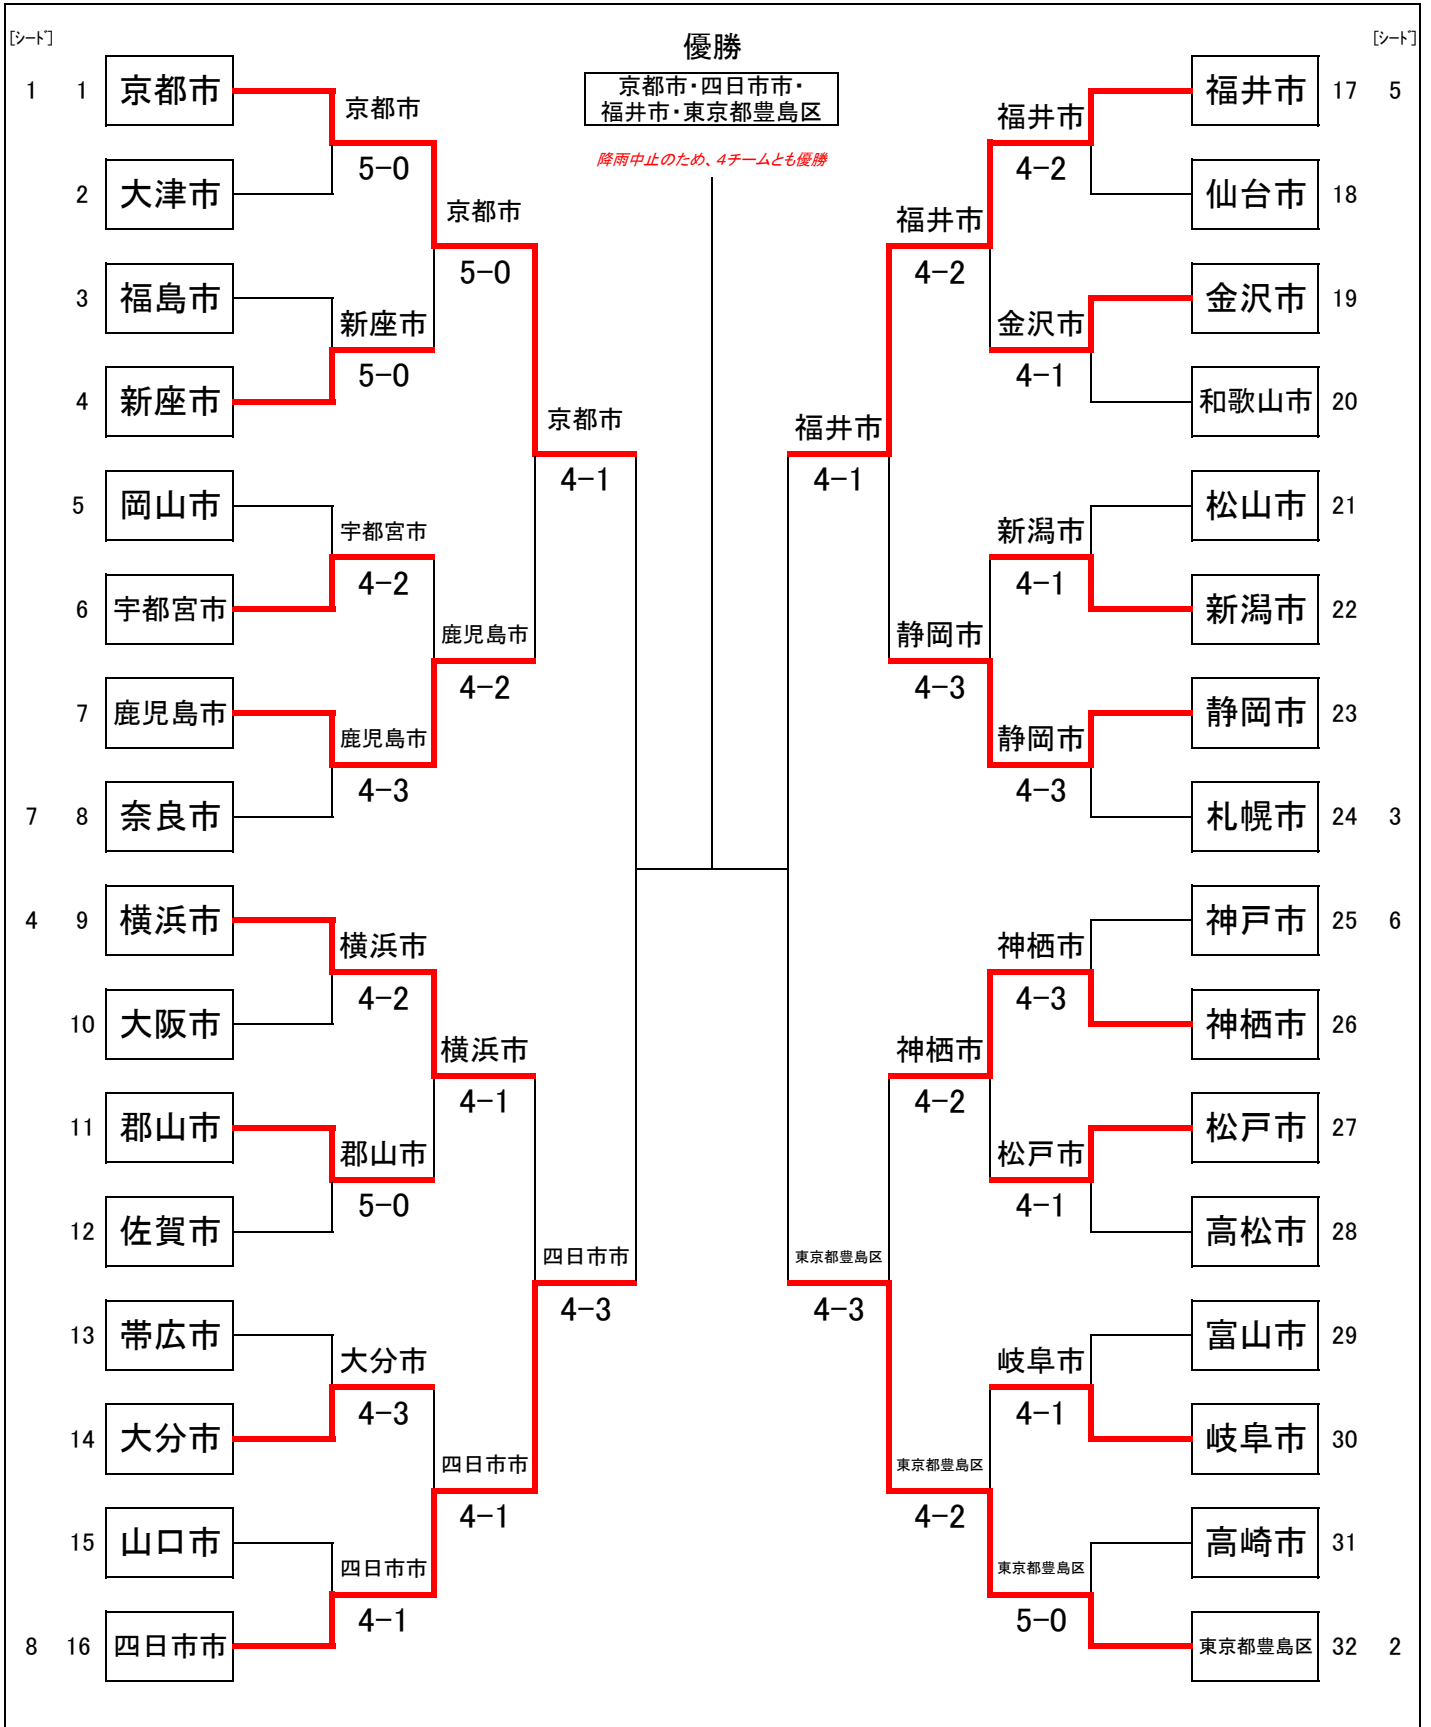 [シード]
[シード]
優勝
京都市・四日市市・
福井市・東京都豊島区
降雨中止のため、4チームとも優勝
1 1 京都市
京都市
5-0
2 大津市
京都市
5-0
3 福島市
新座市
5-0
4 新座市
京都市
4-1
5 岡山市
宇都宮市
4-2
6 宇都宮市
鹿児島市
4-2
7 鹿児島市
鹿児島市
4-3
7 8 奈良市
4 9 横浜市
横浜市
4-2
10 大阪市
横浜市
4-1
11 郡山市
郡山市
5-0
12 佐賀市
四日市市
4-3
13 帯広市
大分市
4-3
14 大分市
四日市市
4-1
15 山口市
四日市市
4-1
8 16 四日市市
福井市 17 5
福井市
4-2
仙台市 18
福井市
4-2
金沢市 19
金沢市
4-1
和歌山市 20
福井市
4-1
松山市 21
新潟市
4-1
新潟市 22
静岡市
4-3
静岡市 23
静岡市
4-3
札幌市 24 3
神戸市 25 6
神栖市
4-3
神栖市 26
神栖市
4-2
松戸市 27
松戸市
4-1
高松市 28
東京都豊島区
4-3
富山市 29
岐阜市
4-1
岐阜市 30
東京都豊島区
4-2
高崎市 31
東京都豊島区
5-0
東京都豊島区 32 2